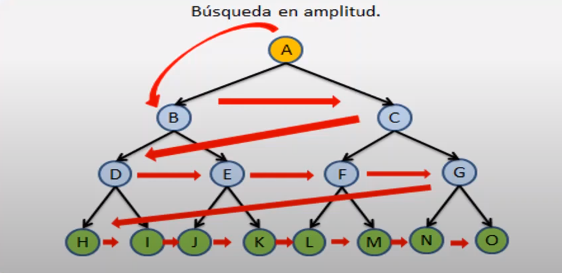 Búsqueda en amplitud.
A
B C
D E F G
H I J K L M N O